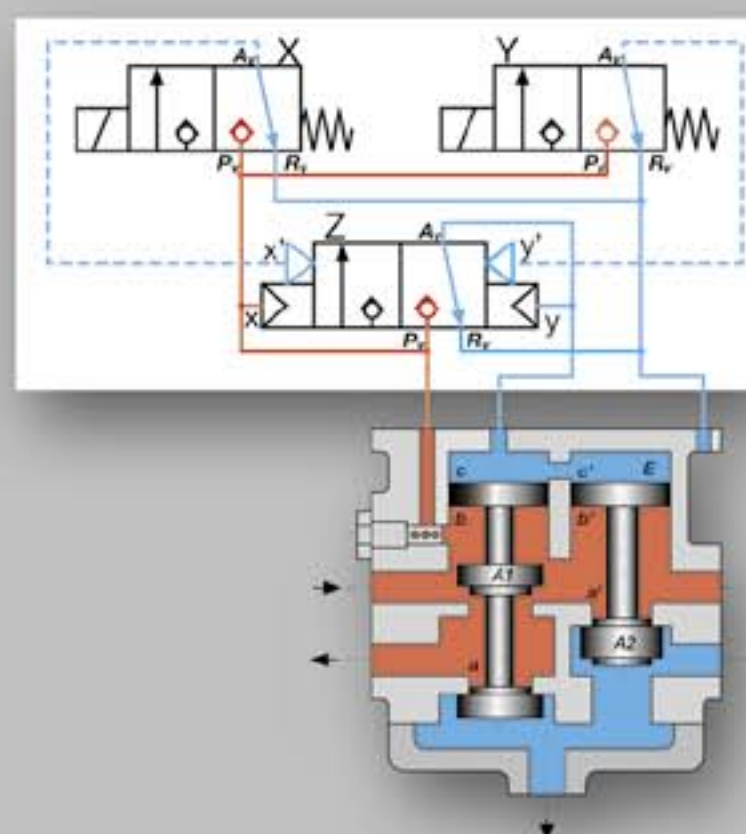 Av X
Y Av
Pv Rv
Pv Rv
x' Z Av y'
x y
Pv Rv
c c' E
b b'
A1
a'
A2
a